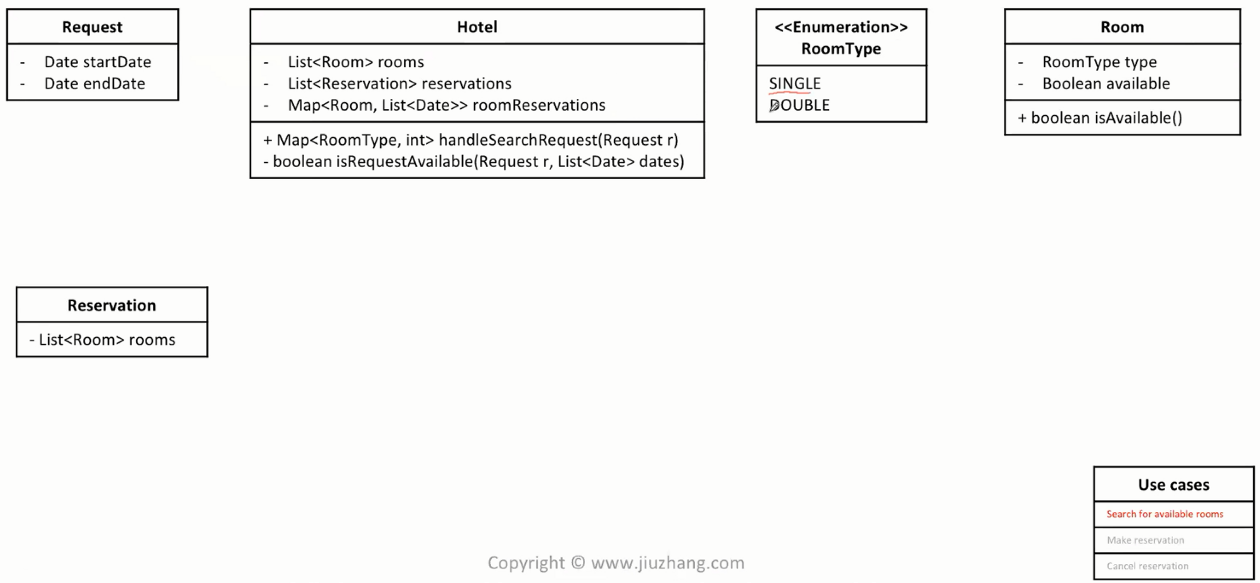 Request
- Date startDate
- Date endDate
Hotel
- List<Room> rooms
- List<Reservation> reservations
- Map<Room, List<Date>> roomReservations
+ Map<RoomType, int> handleSearchRequest(Request r)
- boolean isRequestAvailable(Request r, List<Date> dates)
<<Enumeration>>
RoomType
SINGLE
DOUBLE
Room
- RoomType type
- Boolean available
+ boolean isAvailable()
Reservation
- List<Room> rooms
Use cases
Search for available rooms
Make reservation
Cancel reservation
Copyright © www.jiuzhang.com